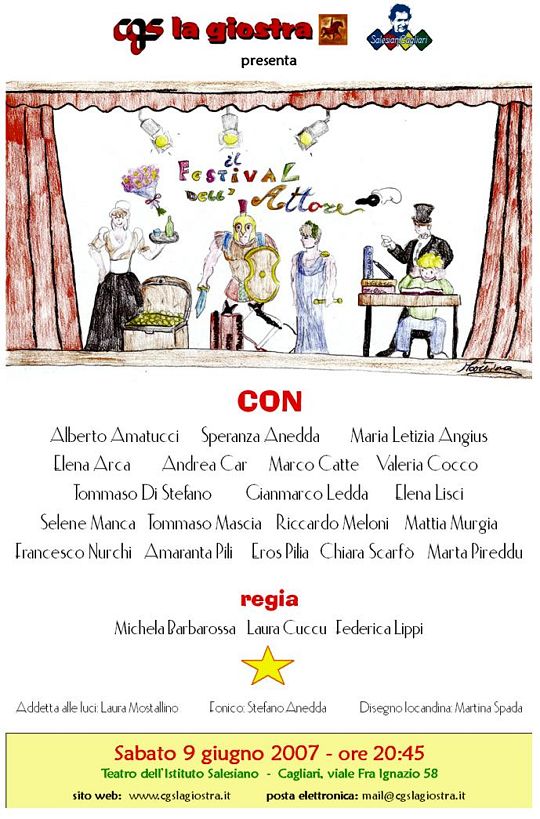 cgs la giostra
Salesiani Cagliari
presenta
il
FESTIVAL
DELL' Attore
CON
Alberto Amatucci Speranza Anedda Maria Letizia Angius
Elena Arca Andrea Car Marco Catte Valeria Cocco
Tommaso Di Stefano Gianmarco Ledda Elena Lisci
Selene Manca Tommaso Mascia Riccardo Meloni Mattia Murgia
Francesco Nurchi Amaranta Pili Eros Pilia Chiara Scarfò Marta Pireddu
regia
Michela Barbarossa Laura Cuccu Federica Lippi
Addetta alle luci: Laura Mostallino Fonico: Stefano Anedda Disegno locandina: Martina Spada
Sabato 9 giugno 2007 - ore 20:45
Teatro dell'Istituto Salesiano - Cagliari, viale Fra Ignazio 58
sito web: www.cgslagiostra.it posta elettronica: mail@cgslagiostra.it